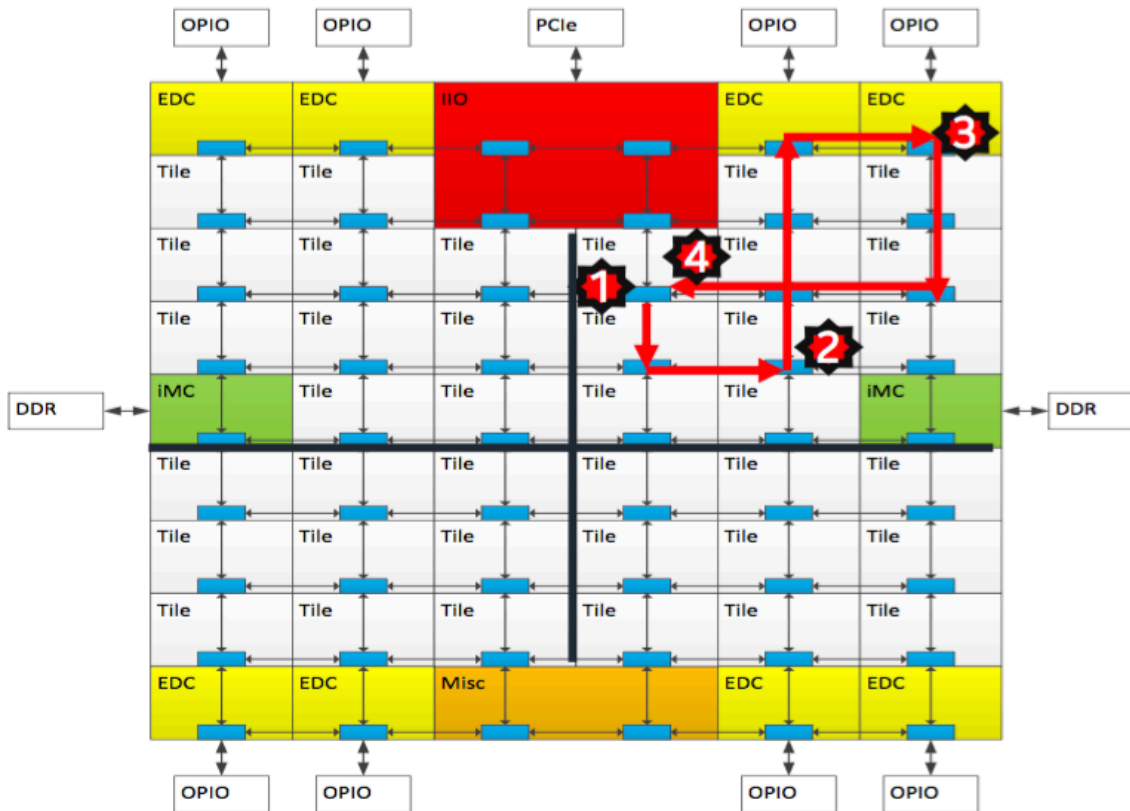 OPIO OPIO PCIe OPIO OPIO
EDC EDC IIO EDC EDC
3
Tile Tile Tile Tile
Tile Tile Tile Tile Tile Tile
4
1
Tile Tile Tile Tile Tile Tile
2
iMC Tile Tile Tile Tile iMC
DDR DDR
Tile Tile Tile Tile Tile Tile
Tile Tile Tile Tile Tile Tile
Tile Tile Tile Tile Tile Tile
EDC EDC Misc EDC EDC
OPIO OPIO OPIO OPIO